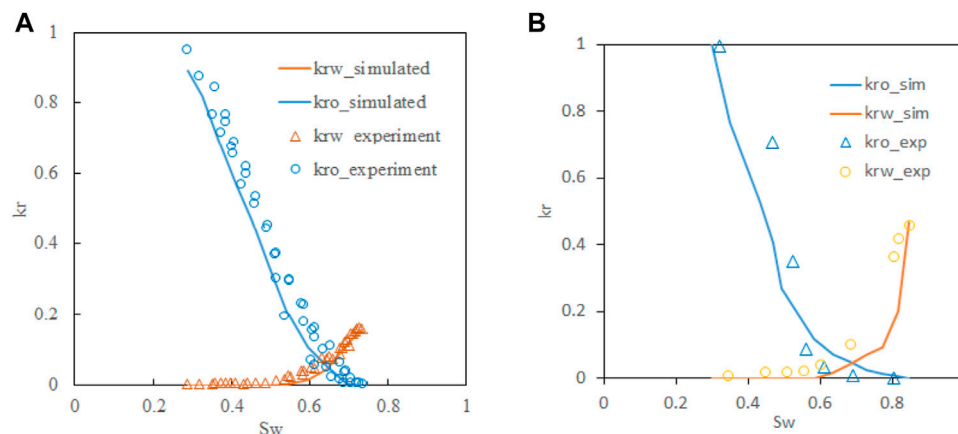 A
1
0.8
0.6
0.4
0.2
0
kr
0 0.2 0.4 0.6 0.8 1
Sw
krw_simulated
kro_simulated
krw_experiment
kro_experiment
B
1
0.8
0.6
0.4
0.2
0
kr
0 0.2 0.4 0.6 0.8
Sw
kro_sim
krw_sim
kro_exp
krw_exp